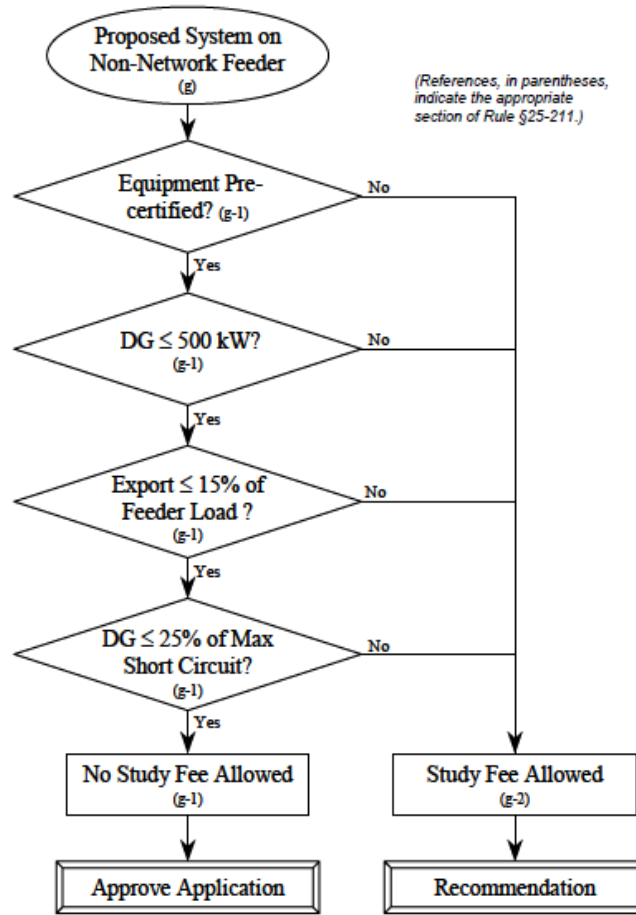 Proposed System on
Non-Network Feeder
(g)
(References, in parentheses,
indicate the appropriate
section of Rule §25-211.)
Equipment Pre-
certified? (g-1)
No
Yes
DG ≤ 500 kW?
(g-1)
No
Yes
Export ≤ 15% of
Feeder Load ?
(g-1)
No
Yes
DG ≤ 25% of Max
Short Circuit?
(g-1)
No
Yes
No Study Fee Allowed
(g-1)
Study Fee Allowed
(g-2)
Approve Application
Recommendation